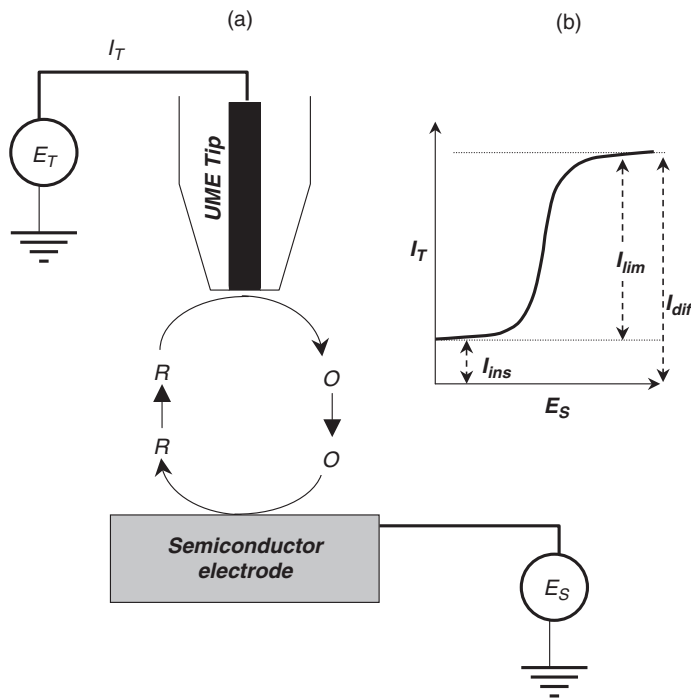 (a)
(b)
I_T
E_T
UME Tip
R
O
R
O
Semiconductor
electrode
E_S
I_T
I_lim
I_dif
I_ins
E_S